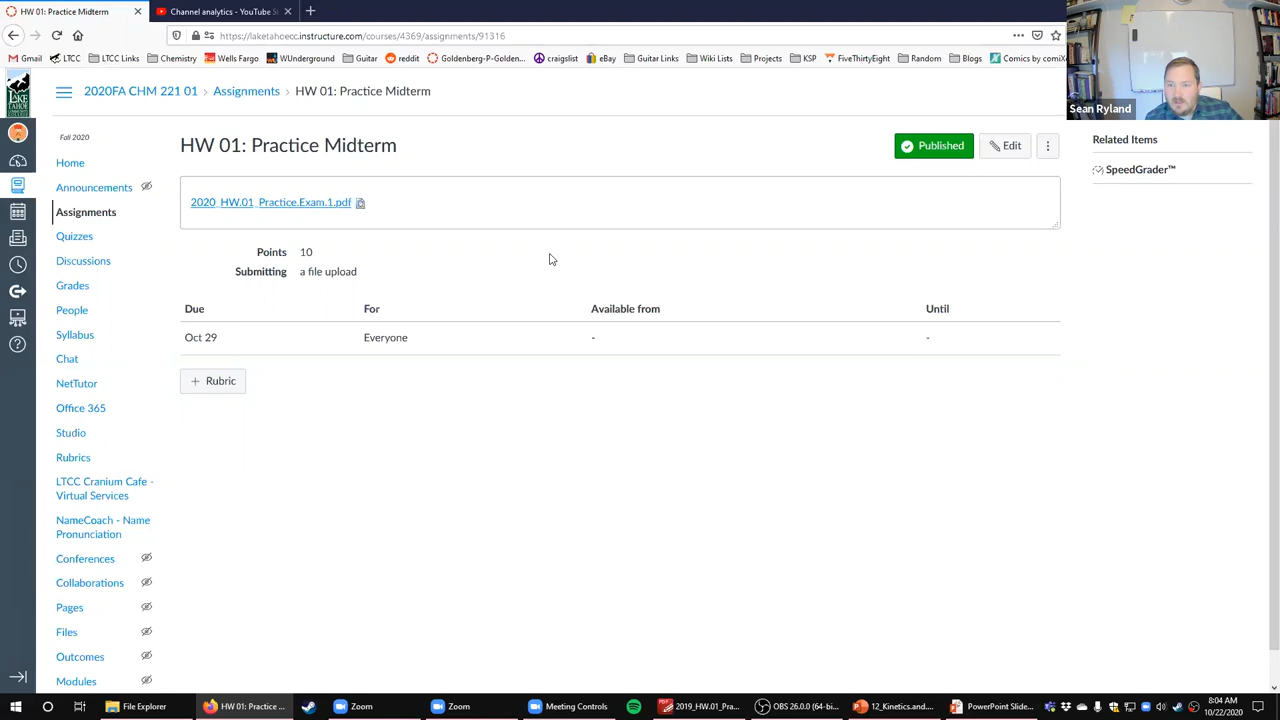 HW 01: Practice Midterm
Channel analytics - YouTube S
https://laketahoecc.instructure.com/courses/4369/assignments/91316
Gmail LTCC LTCC Links Chemistry Wells Fargo WUnderground Guitar reddit Goldenberg-P-Golden... craigslist eBay Guitar Links Projects Wiki Lists KSP FiveThirtyEight Random Blogs Comics by comiX
Sean Ryland
2020FA CHM 221 01 › Assignments › HW 01: Practice Midterm
Fall 2020
Home
Announcements
Assignments
Quizzes
Discussions
Grades
People
Syllabus
Chat
NetTutor
Office 365
Studio
Rubrics
LTCC Cranium Cafe -
Virtual Services
NameCoach - Name
Pronunciation
Conferences
Collaborations
Pages
Files
Outcomes
Modules
HW 01: Practice Midterm
Published
Edit
2020_HW.01_Practice.Exam.1.pdf
Points 10
Submitting a file upload
Due For Available from Until
Oct 29 Everyone - -
+ Rubric
Related Items
SpeedGrader™
File Explorer
HW 01: Practice ...
Zoom
Zoom
Meeting Controls
2019_HW.01_Pra...
OBS 26.0.0 (64-bi...
12_Kinetics.and....
PowerPoint Slide...
8:04 AM
10/22/2020